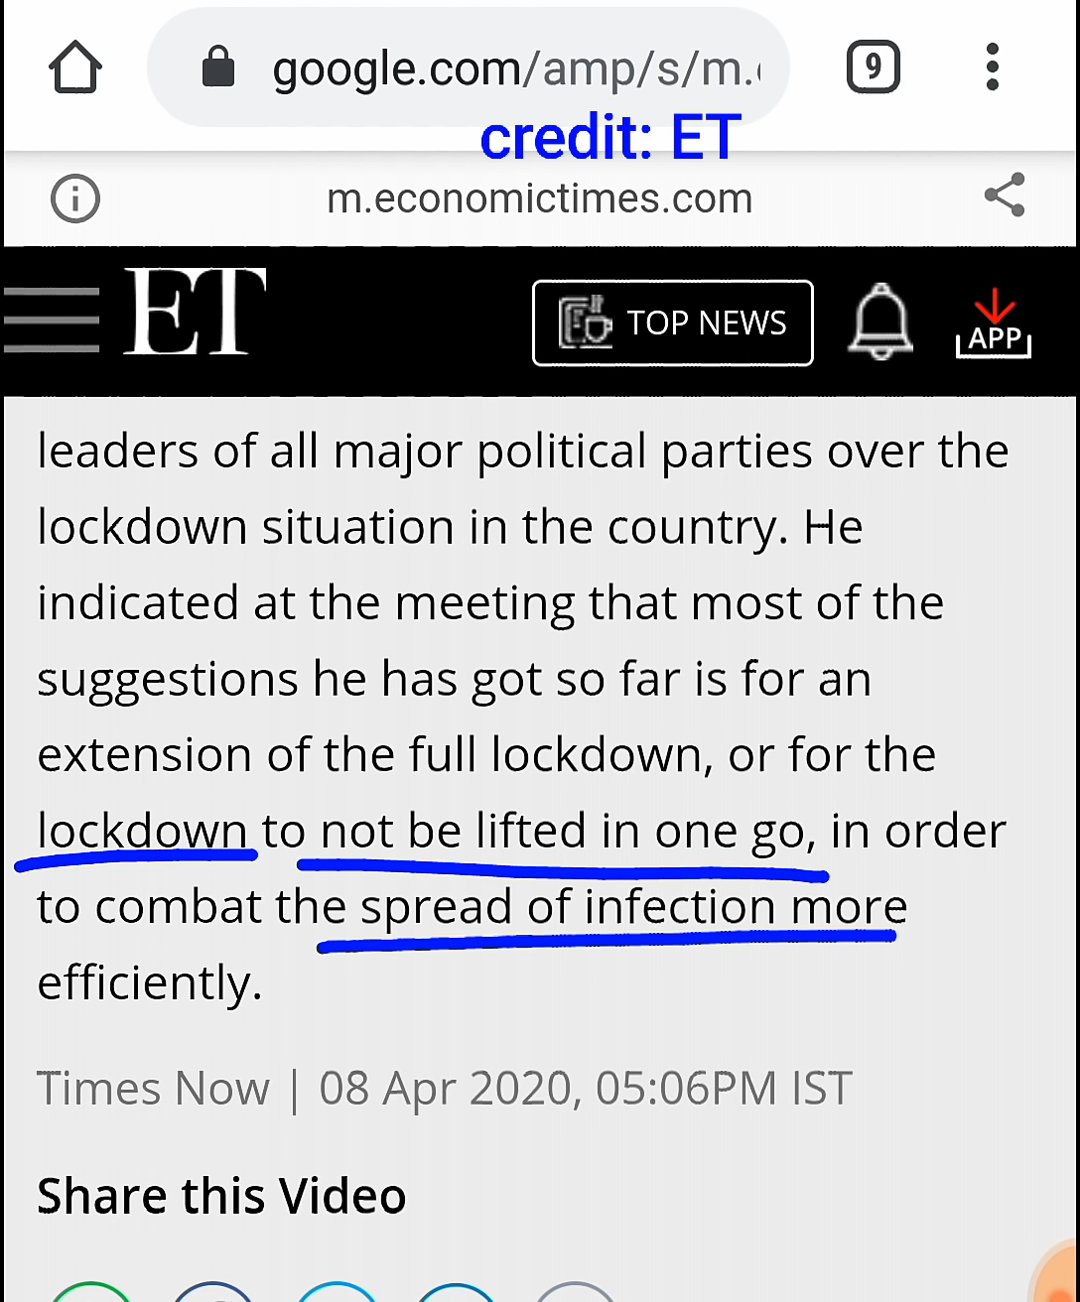 google.com/amp/s/m.
9
credit: ET
m.economictimes.com
ET
TOP NEWS
APP
leaders of all major political parties over the
lockdown situation in the country. He
indicated at the meeting that most of the
suggestions he has got so far is for an
extension of the full lockdown, or for the
lockdown to not be lifted in one go, in order
to combat the spread of infection more
efficiently.
Times Now | 08 Apr 2020, 05:06PM IST
Share this Video